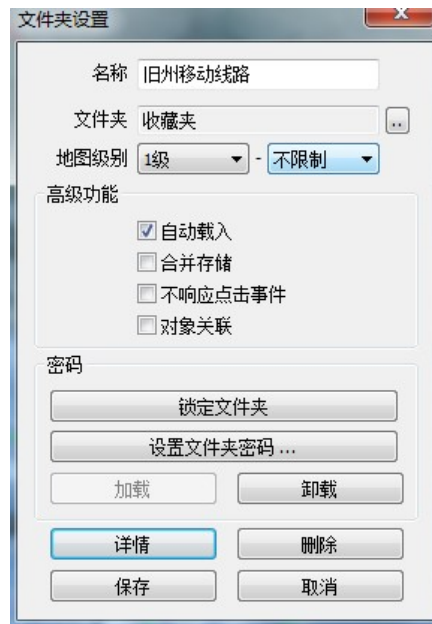 文件夹设置
名称 旧州移动线路
文件夹 收藏夹 ..
地图级别 1级 - 不限制
高级功能
自动载入
合并存储
不响应点击事件
对象关联
密码
锁定文件夹
设置文件夹密码 ...
加载 卸载
详情 删除
保存 取消